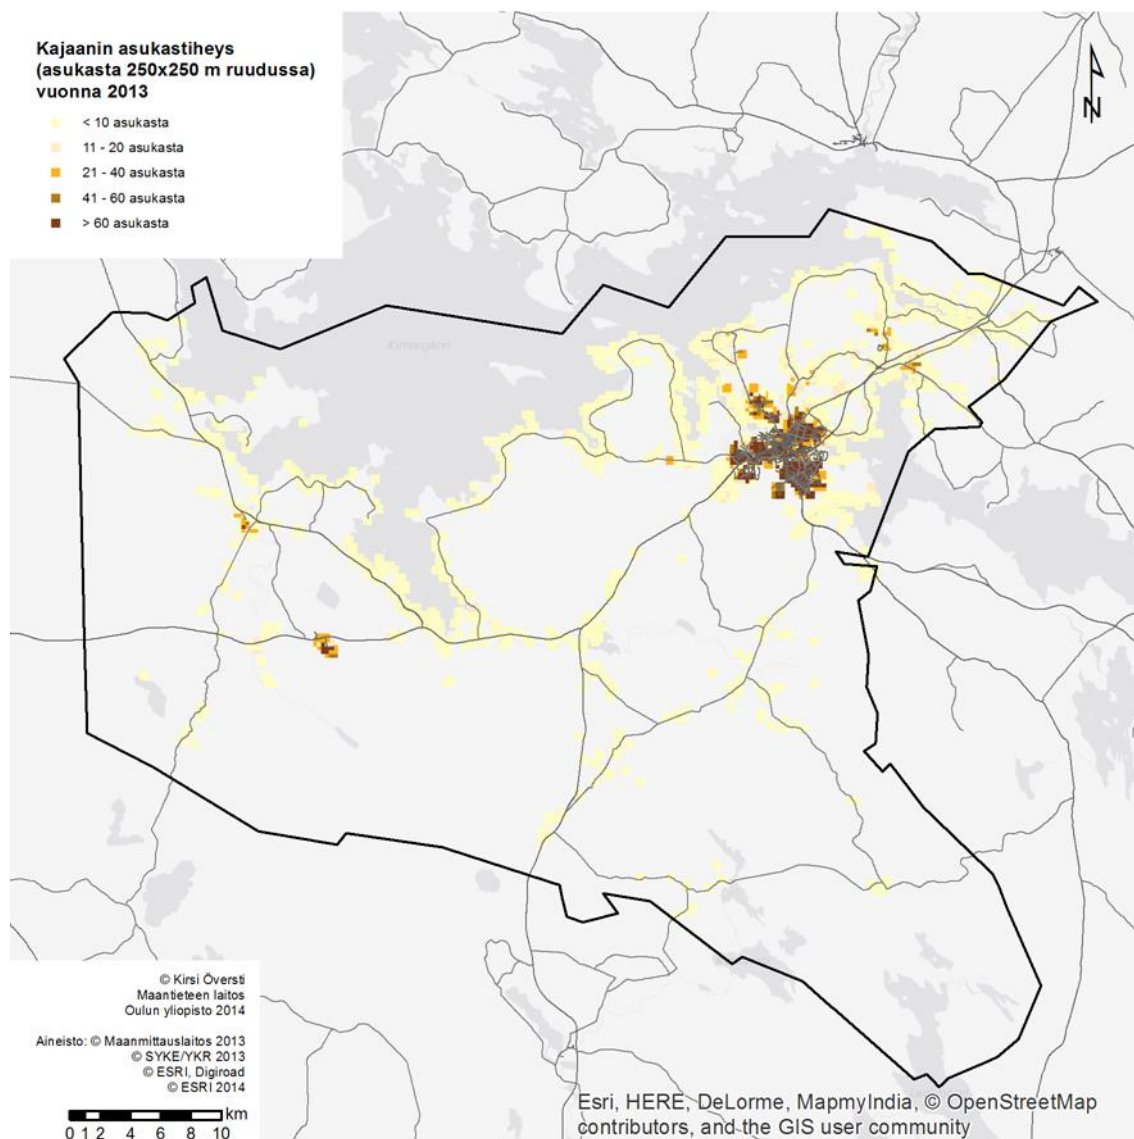 Kajaanin asukastiheys
(asukasta 250x250 m ruudussa)
vuonna 2013
< 10 asukasta
11 - 20 asukasta
21 - 40 asukasta
41 - 60 asukasta
> 60 asukasta
N
© Kirsi Översti
Maantieteen laitos
Oulun yliopisto 2014
Aineisto: © Maanmittauslaitos 2013
© SYKE/YKR 2013
© ESRI, Digiroad
© ESRI 2014
km
0 1 2 4 6 8 10
Esri, HERE, DeLorme, MapmyIndia, © OpenStreetMap
contributors, and the GIS user community